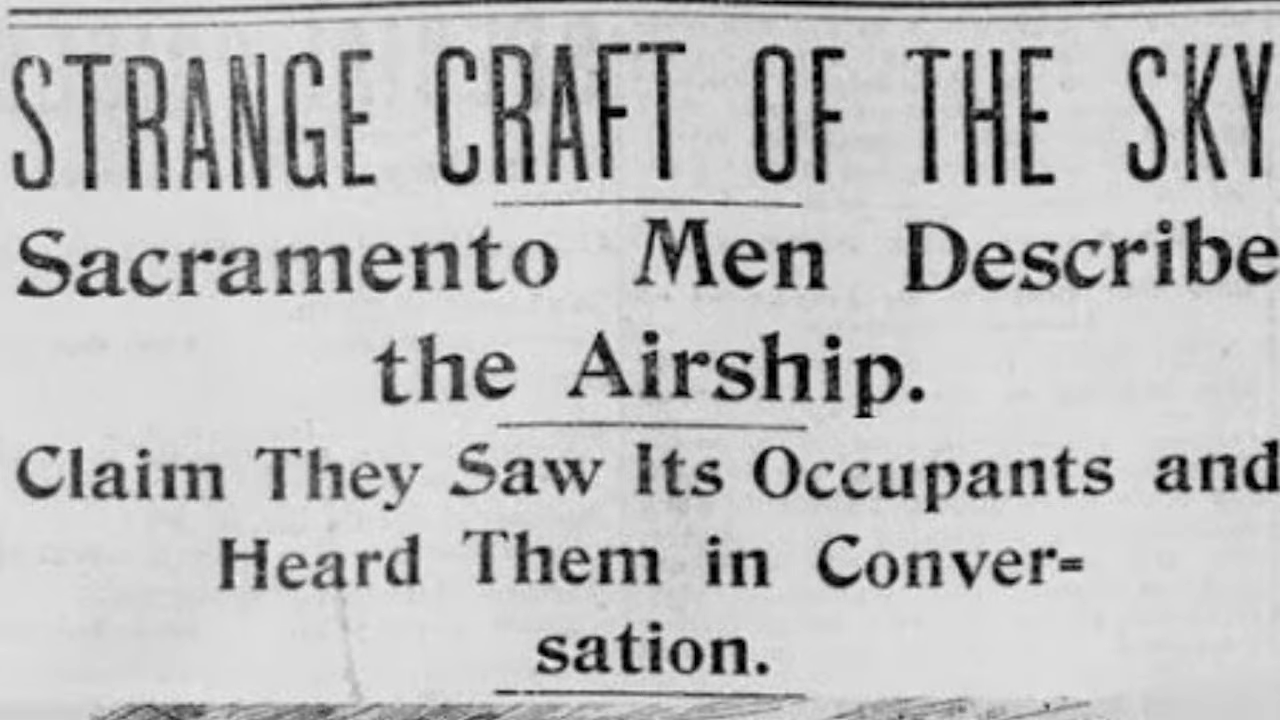 STRANGE CRAFT OF THE SKY
Sacramento Men Describe
the Airship.
Claim They Saw Its Occupants and
Heard Them in Conver-
sation.